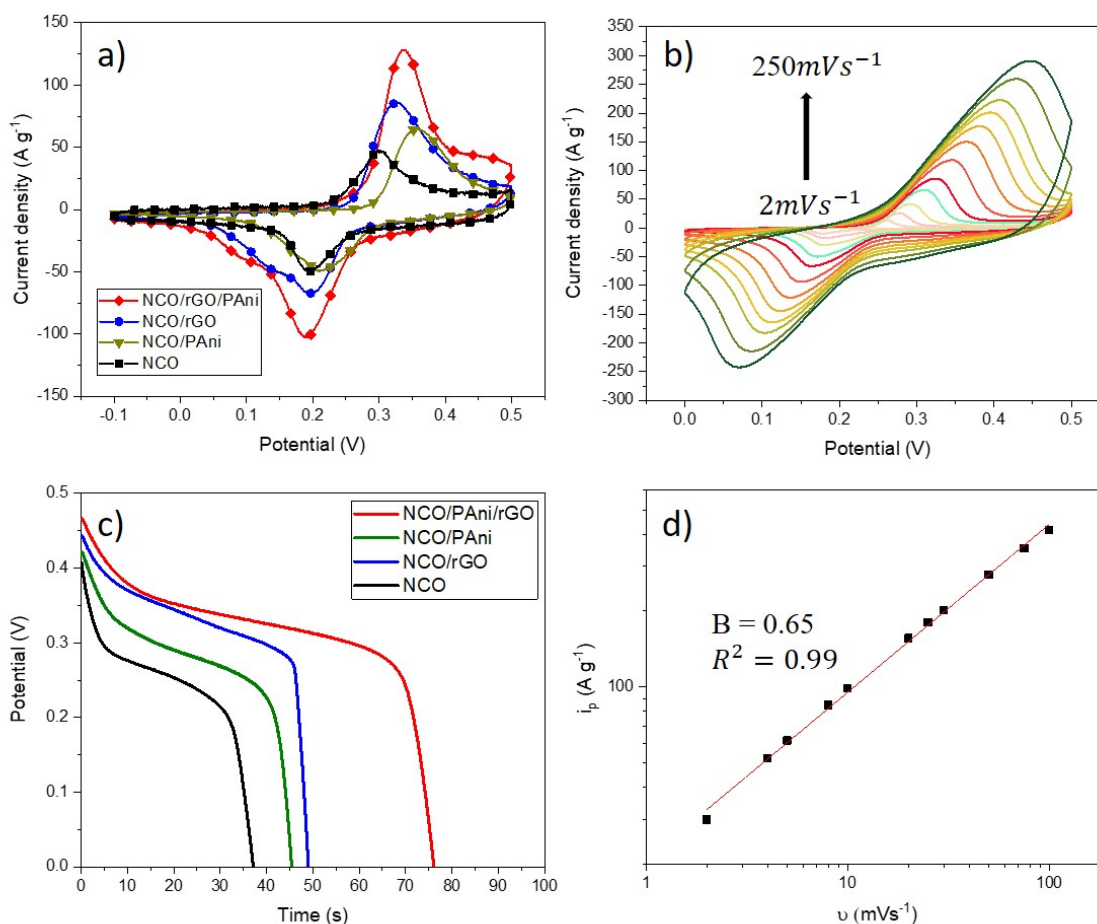 a)
150
100
50
0
-50
-100
-150
-0.1 0.0 0.1 0.2 0.3 0.4 0.5
Current density (A g⁻¹)
Potential (V)
NCO/rGO/PAni
NCO/rGO
NCO/PAni
NCO
b)
350
300
250
200
150
100
50
0
-50
-100
-150
-200
-250
-300
0.0 0.1 0.2 0.3 0.4 0.5
Current density (A g⁻¹)
Potential (V)
250mVs⁻¹
2mVs⁻¹
c)
0.5
0.4
0.3
0.2
0.1
0.0
0 10 20 30 40 50 60 70 80 90 100
Potential (V)
Time (s)
NCO/PAni/rGO
NCO/PAni
NCO/rGO
NCO
d)
100
1 10 100
iₚ (A g⁻¹)
υ (mVs⁻¹)
B = 0.65
R² = 0.99